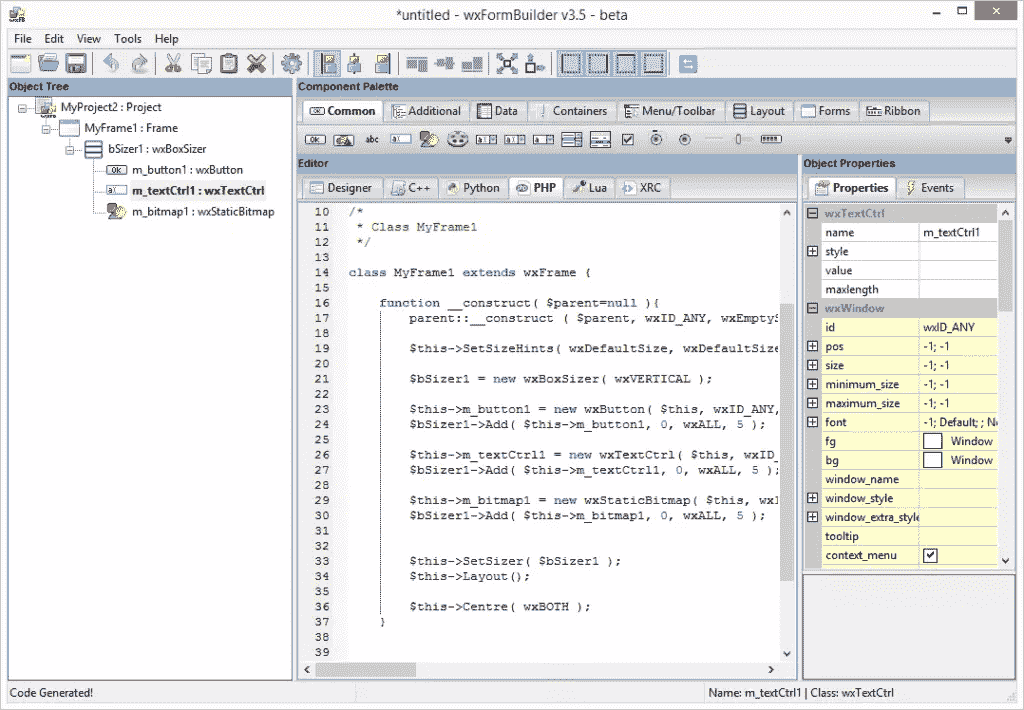 *untitled - wxFormBuilder v3.5 - beta
File Edit View Tools Help
Object Tree
MyProject2 : Project
MyFrame1 : Frame
bSizer1 : wxBoxSizer
m_button1 : wxButton
m_textCtrl1 : wxTextCtrl
m_bitmap1 : wxStaticBitmap
Component Palette
Common Additional Data Containers Menu/Toolbar Layout Forms Ribbon
Editor
Designer C++ Python PHP Lua XRC
10 /*
11 * Class MyFrame1
12 */
13
14 class MyFrame1 extends wxFrame {
15
16 function __construct( $parent=null ){
17 parent::__construct ( $parent, wxID_ANY, wxEmptyS
18
19 $this->SetSizeHints( wxDefaultSize, wxDefaultSize
20
21 $bSizer1 = new wxBoxSizer( wxVERTICAL );
22
23 $this->m_button1 = new wxButton( $this, wxID_ANY,
24 $bSizer1->Add( $this->m_button1, 0, wxALL, 5 );
25
26 $this->m_textCtrl1 = new wxTextCtrl( $this, wxID_
27 $bSizer1->Add( $this->m_textCtrl1, 0, wxALL, 5 );
28
29 $this->m_bitmap1 = new wxStaticBitmap( $this, wxI
30 $bSizer1->Add( $this->m_bitmap1, 0, wxALL, 5 );
31
32
33 $this->SetSizer( $bSizer1 );
34 $this->Layout();
35
36 $this->Centre( wxBOTH );
37 }
38
39
Object Properties
Properties Events
wxTextCtrl
name m_textCtrl1
style
value
maxlength
wxWindow
id wxID_ANY
pos -1; -1
size -1; -1
minimum_size -1; -1
maximum_size -1; -1
font -1; Default; ; No
fg Window
bg Window
window_name
window_style
window_extra_style
tooltip
context_menu
Code Generated!
Name: m_textCtrl1 | Class: wxTextCtrl